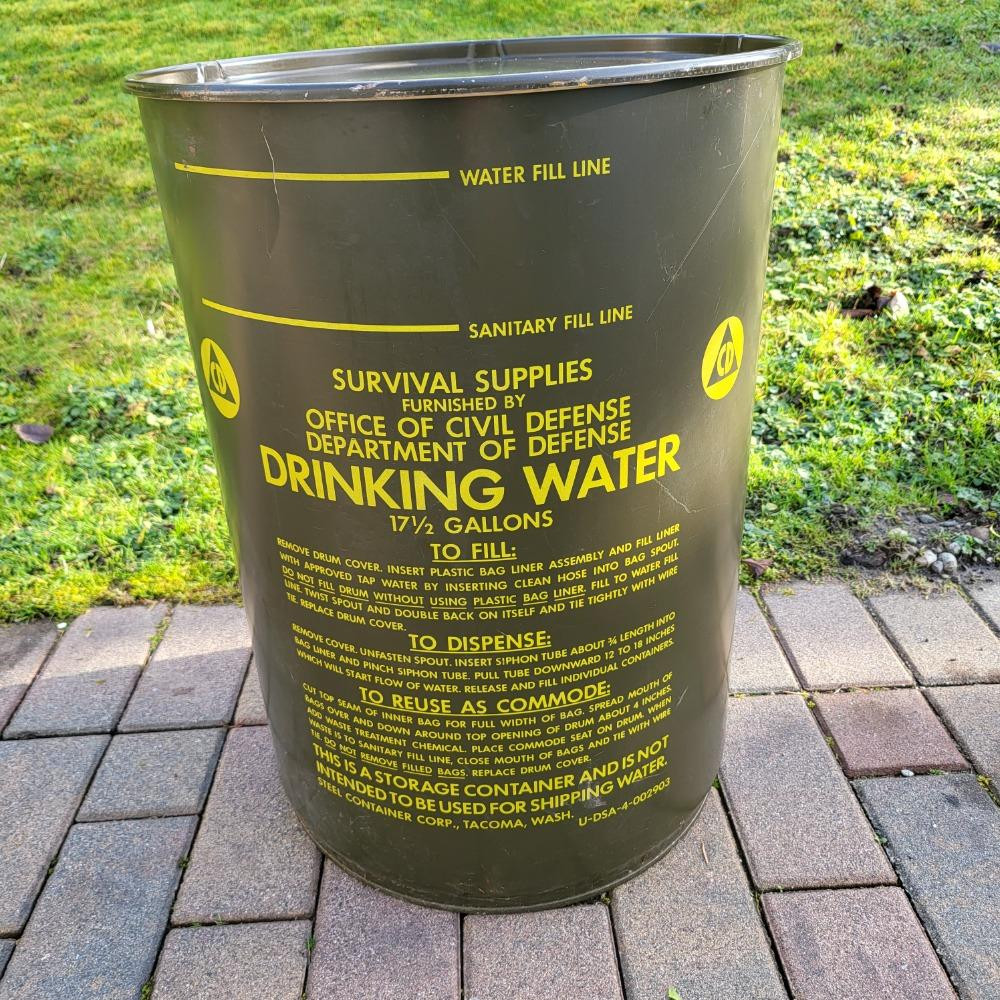 WATER FILL LINE
SANITARY FILL LINE
CD
CD
SURVIVAL SUPPLIES
FURNISHED BY
OFFICE OF CIVIL DEFENSE
DEPARTMENT OF DEFENSE
DRINKING WATER
17½ GALLONS
TO FILL:
REMOVE DRUM COVER. INSERT PLASTIC BAG LINER ASSEMBLY AND FILL LINER
WITH APPROVED TAP WATER BY INSERTING CLEAN HOSE INTO BAG SPOUT.
DO NOT FILL DRUM WITHOUT USING PLASTIC BAG LINER. FILL TO WATER FILL
LINE. TWIST SPOUT AND DOUBLE BACK ON ITSELF AND TIE TIGHTLY WITH WIRE
TIE. REPLACE DRUM COVER.
TO DISPENSE:
REMOVE COVER. UNFASTEN SPOUT. INSERT SIPHON TUBE ABOUT ¾ LENGTH INTO
BAG LINER AND PINCH SIPHON TUBE. PULL TUBE DOWNWARD 12 TO 18 INCHES
WHICH WILL START FLOW OF WATER. RELEASE AND FILL INDIVIDUAL CONTAINERS.
TO REUSE AS COMMODE:
CUT TOP SEAM OF INNER BAG FOR FULL WIDTH OF BAG. SPREAD MOUTH OF
BAGS OVER AND DOWN AROUND TOP OPENING OF DRUM ABOUT 4 INCHES.
ADD WASTE TREATMENT CHEMICAL. PLACE COMMODE SEAT ON DRUM. WHEN
WASTE IS TO SANITARY FILL LINE, CLOSE MOUTH OF BAGS AND TIE WITH WIRE
TIE. DO NOT REMOVE FILLED BAGS. REPLACE DRUM COVER.
THIS IS A STORAGE CONTAINER AND IS NOT
INTENDED TO BE USED FOR SHIPPING WATER.
STEEL CONTAINER CORP., TACOMA, WASH. U-DSA-4-002903